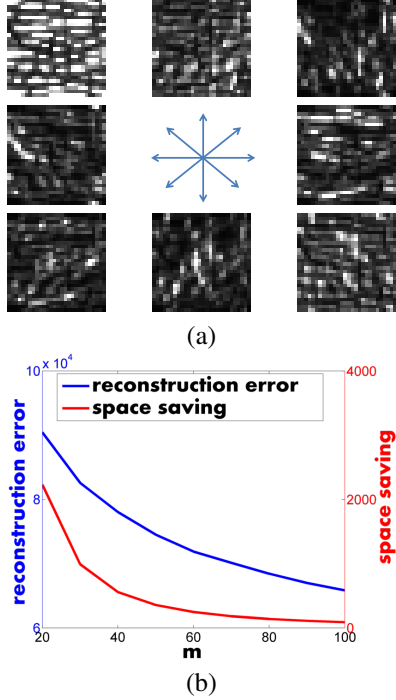 (a)
10 x 10^4
4000
reconstruction error
space saving
reconstruction error
8
2000
space saving
6
0
20
40
60
80
100
m
(b)